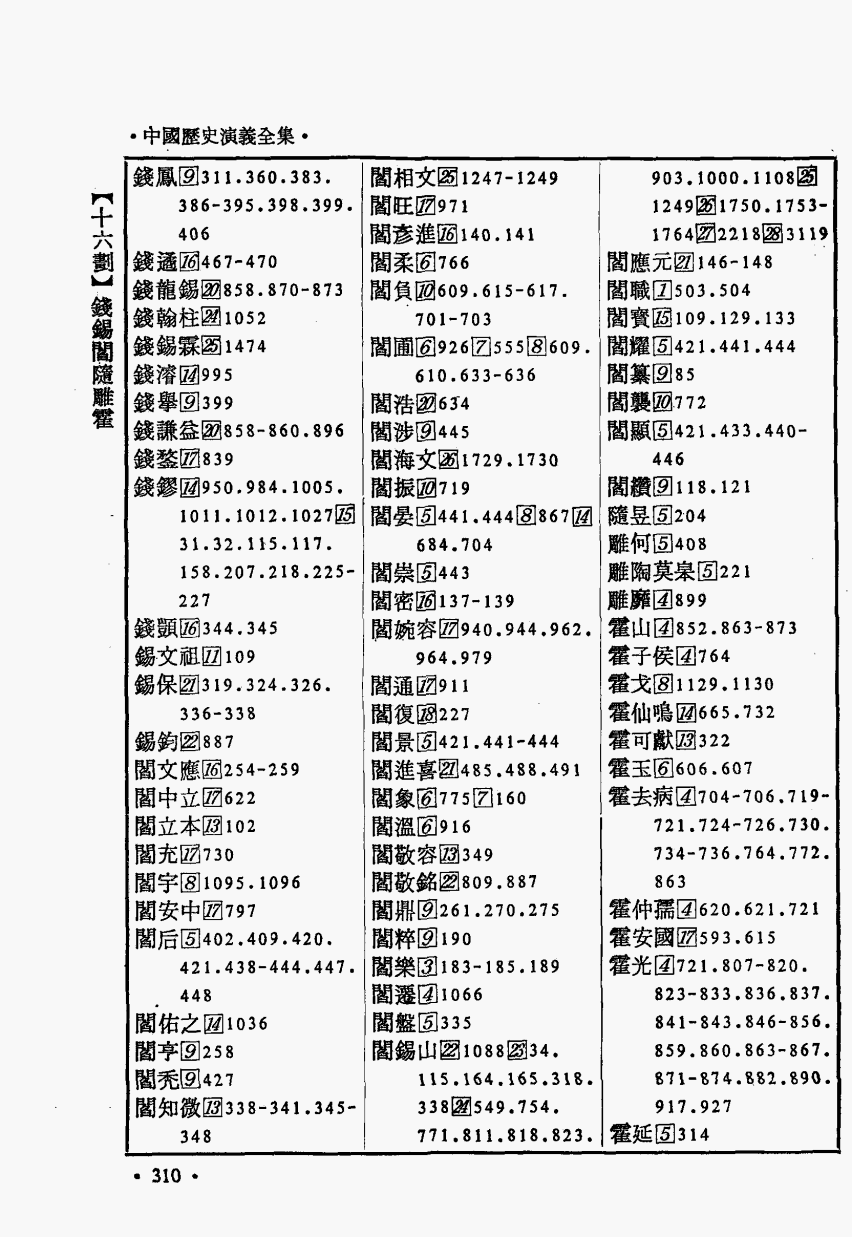 •中國歷史演義全集•
【十六劃】錢錫閻隨雕霍
錢鳳⑨311.360.383.
386-395.398.399.
406
錢遹⑯467-470
錢龍錫⑳858.870-873
錢翰柱㉔1052
錢錫霖㉕1474
錢濬⑭995
錢舉⑨399
錢謙益⑳858-860.896
錢鍪⑰839
錢鏐⑭950.984.1005.
1011.1012.1027⑮
31.32.115.117.
158.207.218.225-
227
錢顗⑯344.345
錫文祖⑪109
錫保㉑319.324.326.
336-338
錫鈞㉒887
閻文應⑯254-259
閻中立⑰622
閻立本⑬102
閻充⑰730
閻宇⑧1095.1096
閻安中⑰797
閻后⑤402.409.420.
421.438-444.447.
448
閻佑之⑭1036
閻亨⑨258
閻禿⑨427
閻知微⑬338-341.345-
348
閻相文㉕1247-1249
閻旺⑰971
閻彥進⑯140.141
閻柔⑥766
閻負⑩609.615-617.
701-703
閻圃⑥926⑦555⑧609.
610.633-636
閻浩⑳634
閻涉⑨445
閻海文㉖1729.1730
閻振⑩719
閻晏⑤441.444⑧867⑭
684.704
閻崇⑤443
閻密⑯137-139
閻婉容⑰940.944.962.
964.979
閻通⑰911
閻復⑱227
閻景⑤421.441-444
閻進喜㉑485.488.491
閻象⑥775⑦160
閻溫⑥916
閻敬容⑬349
閻敬銘㉒809.887
閻鼎⑨261.270.275
閻粹⑨190
閻樂③183-185.189
閻遷④1066
閻盤⑤335
閻錫山㉒1088㉓34.
115.164.165.318.
338㉔549.754.
771.811.818.823.
903.1000.1108㉕
1249㉖1750.1753-
1764㉗2218㉘3119
閻應元㉑146-148
閻職①503.504
閻寶⑮109.129.133
閻耀⑤421.441.444
閻纂⑨85
閻襲⑩772
閻顯⑤421.433.440-
446
閻纘⑨118.121
隨昱⑤204
雕何⑤408
雕陶莫皋⑤221
雕靡④899
霍山④852.863-873
霍子侯④764
霍戈⑧1129.1130
霍仙鳴⑭665.732
霍可獻⑬322
霍玉⑥606.607
霍去病④704-706.719-
721.724-726.730.
734-736.764.772.
863
霍仲孺④620.621.721
霍安國⑰593.615
霍光④721.807-820.
823-833.836.837.
841-843.846-856.
859.860.863-867.
871-874.882.890.
917.927
霍延⑤314
•310•